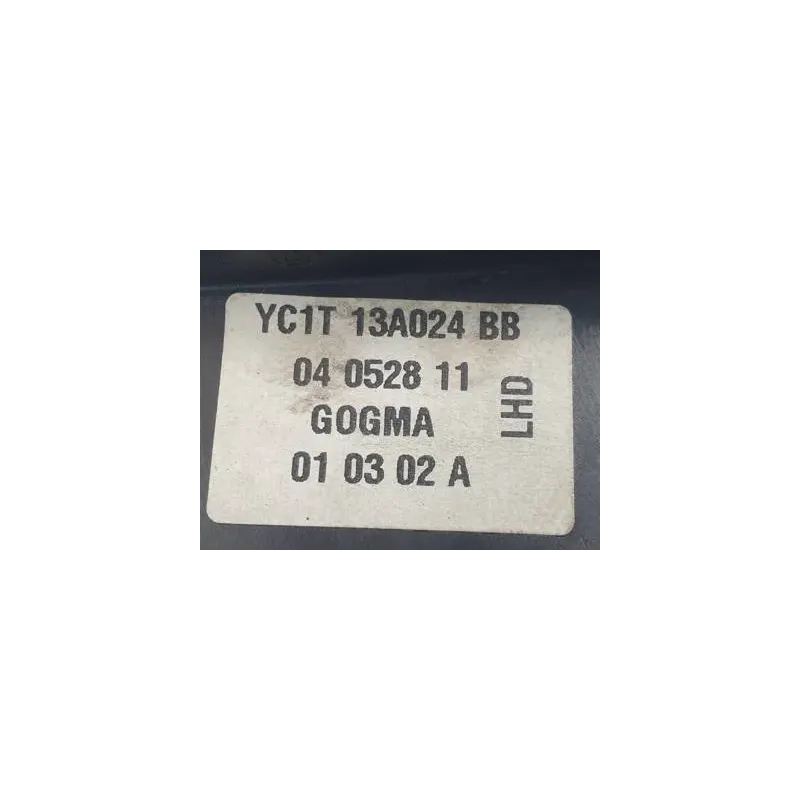 YC1T 13A024 BB
04 0528 11
GOGMA
01 03 02 A
LHD